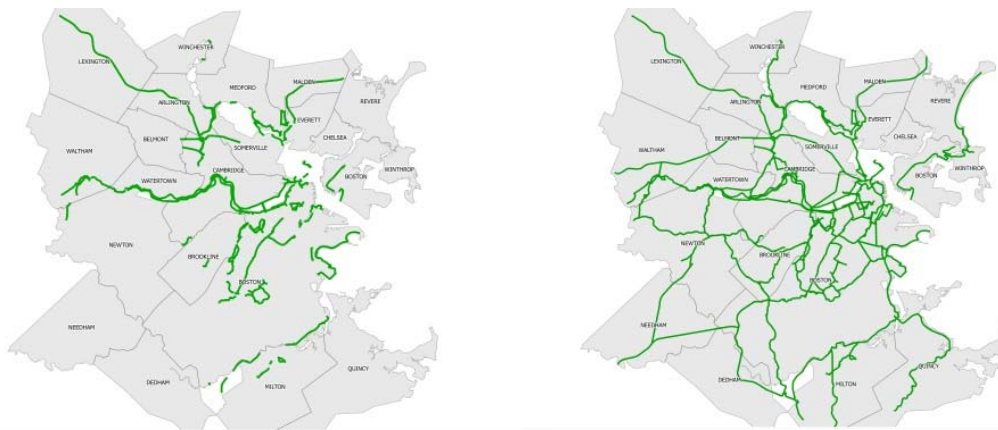 WINCHESTER
LEXINGTON
MALDEN
MEDFORD
REVERE
ARLINGTON
EVERETT
BELMONT
CHELSEA
SOMERVILLE
WALTHAM
CAMBRIDGE
WINTHROP
WATERTOWN
BOSTON
NEWTON
BROOKLINE
BOSTON
NEEDHAM
QUINCY
DEDHAM
MILTON
WINCHESTER
LEXINGTON
MALDEN
MEDFORD
REVERE
ARLINGTON
EVERETT
BELMONT
CHELSEA
SOMERVILLE
WALTHAM
CAMBRIDGE
WINTHROP
WATERTOWN
BOSTON
NEWTON
BROOKLINE
BOSTON
NEEDHAM
QUINCY
DEDHAM
MILTON